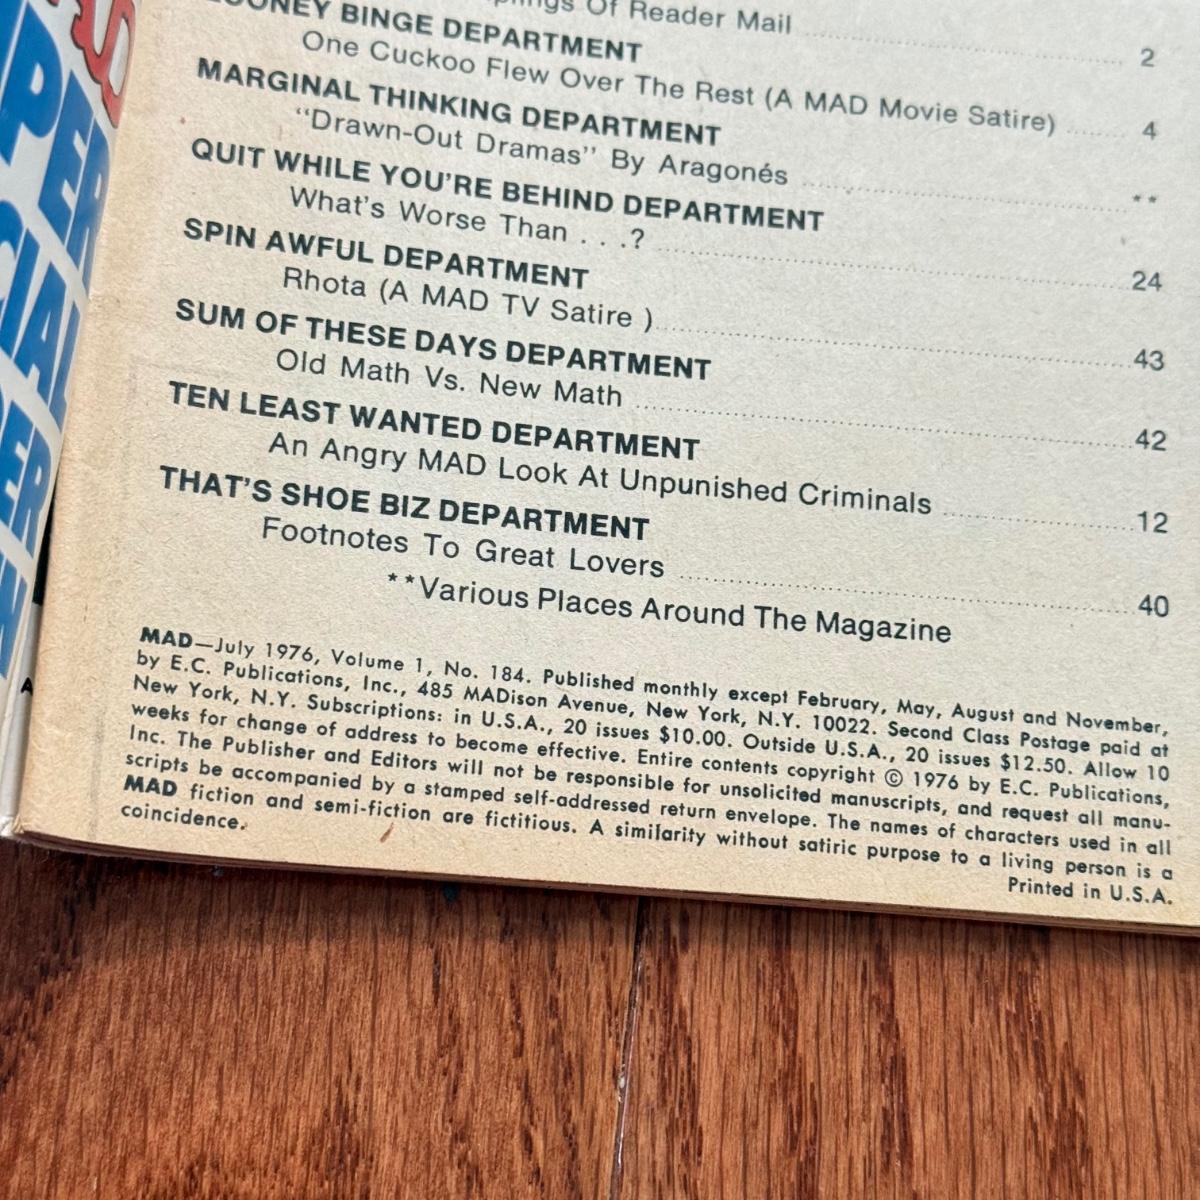 Of Reader Mail 2
BINGE DEPARTMENT
One Cuckoo Flew Over The Rest (A MAD Movie Satire) 4
MARGINAL THINKING DEPARTMENT
"Drawn-Out Dramas" By Aragonés **
QUIT WHILE YOU'RE BEHIND DEPARTMENT
What's Worse Than . . .? 24
SPIN AWFUL DEPARTMENT
Rhota (A MAD TV Satire ) 43
SUM OF THESE DAYS DEPARTMENT
Old Math Vs. New Math 42
TEN LEAST WANTED DEPARTMENT
An Angry MAD Look At Unpunished Criminals 12
THAT'S SHOE BIZ DEPARTMENT
Footnotes To Great Lovers 40
**Various Places Around The Magazine
MAD—July 1976, Volume 1, No. 184. Published monthly except February, May, August and November,
by E.C. Publications, Inc., 485 MADison Avenue, New York, N.Y. 10022. Second Class Postage paid at
New York, N.Y. Subscriptions: in U.S.A., 20 issues $10.00. Outside U.S.A., 20 issues $12.50. Allow 10
weeks for change of address to become effective. Entire contents copyright © 1976 by E.C. Publications,
Inc. The Publisher and Editors will not be responsible for unsolicited manuscripts, and request all manu-
scripts be accompanied by a stamped self-addressed return envelope. The names of characters used in all
MAD fiction and semi-fiction are fictitious. A similarity without satiric purpose to a living person is a
coincidence.
Printed in U.S.A.